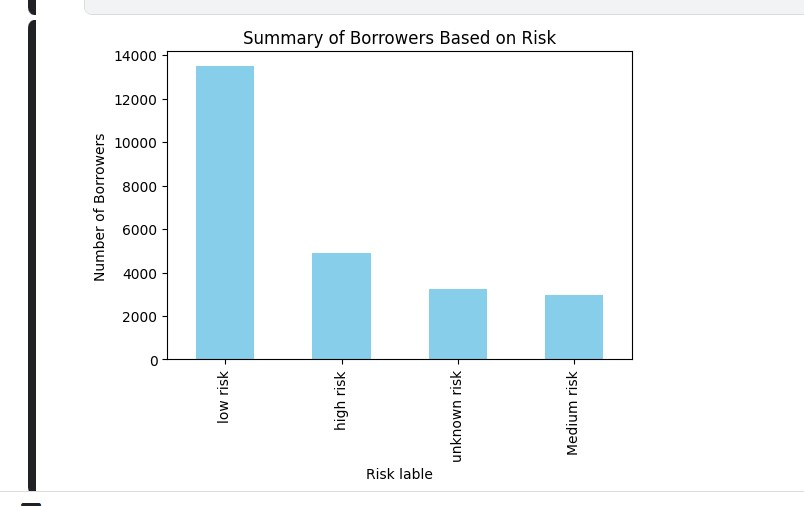 Summary of Borrowers Based on Risk
14000
12000
10000
8000
6000
4000
2000
0
Number of Borrowers
low risk
high risk
unknown risk
Medium risk
Risk lable